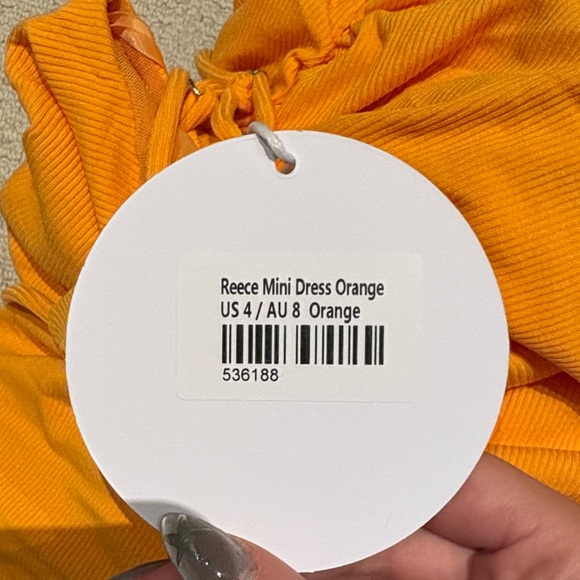 Reece Mini Dress Orange
US 4 / AU 8 Orange
536188